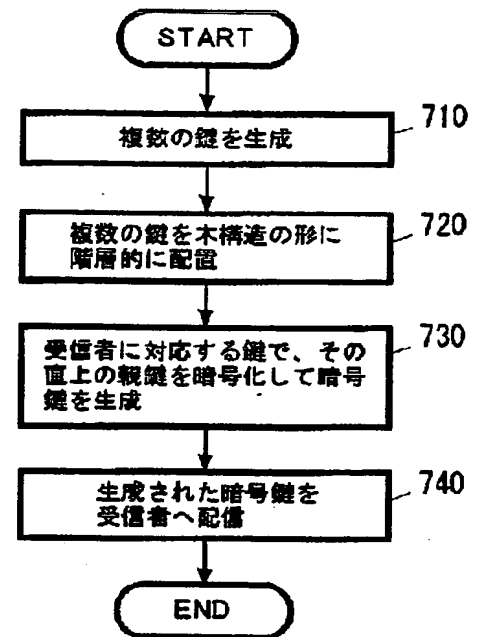 START
複数の鍵を生成
710
複数の鍵を木構造の形に
階層的に配置
720
受信者に対応する鍵で、その
直上の親鍵を暗号化して暗号
鍵を生成
730
生成された暗号鍵を
受信者へ配信
740
END